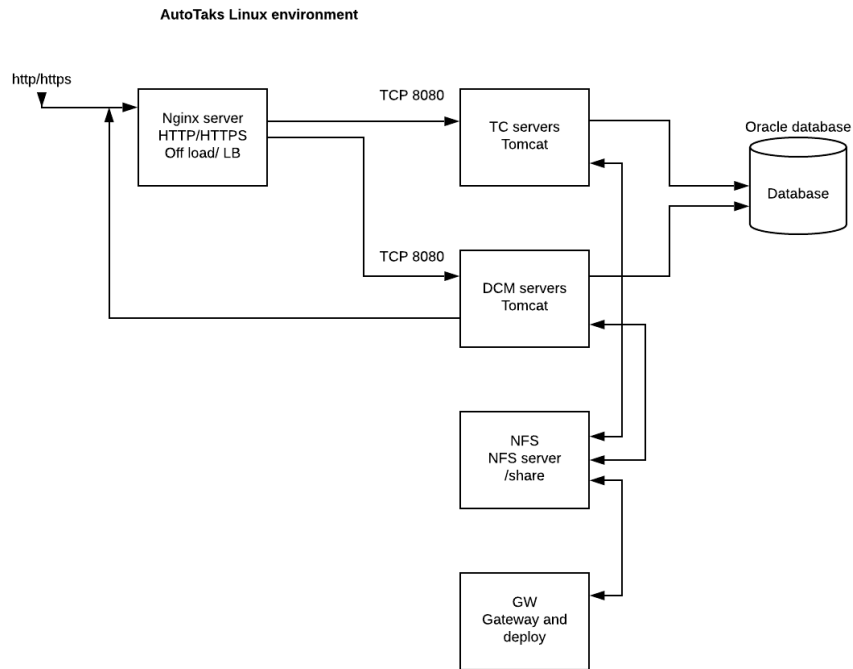 AutoTaks Linux environment
http/https
Nginx server
HTTP/HTTPS
Off load/ LB
TCP 8080
TC servers
Tomcat
Oracle database
Database
TCP 8080
DCM servers
Tomcat
NFS
NFS server
/share
GW
Gateway and
deploy